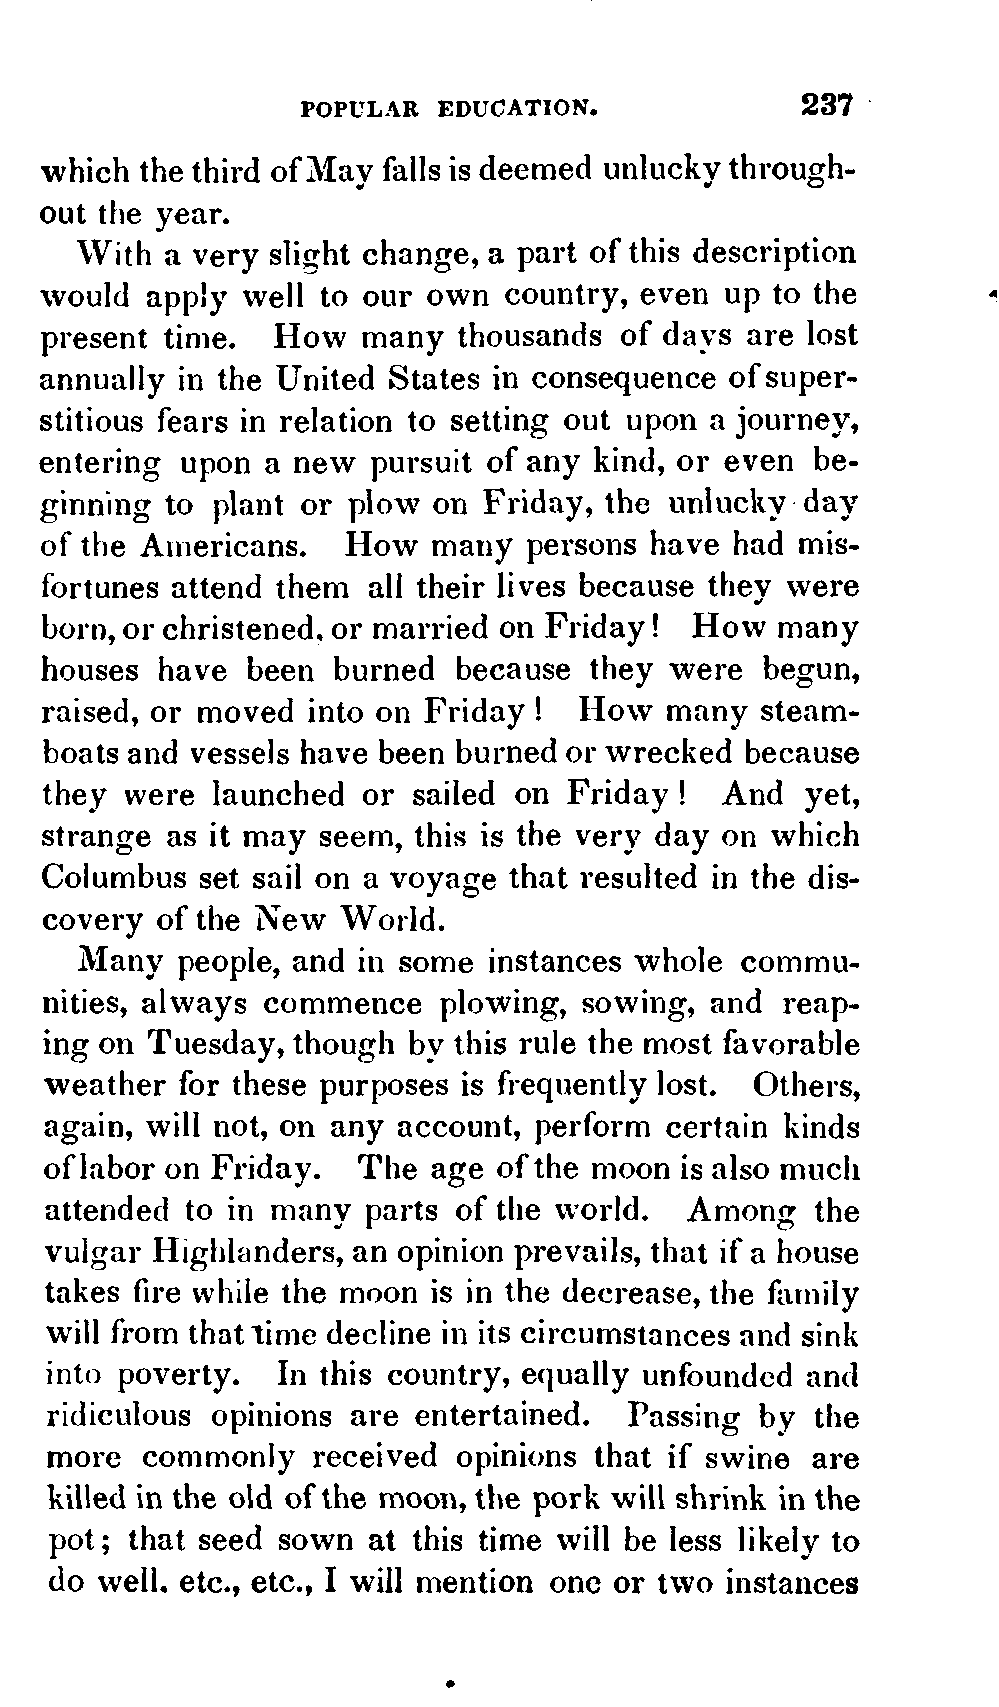 POPULAR EDUCATION. 237
which the third of May falls is deemed unlucky through-
out the year.
With a very slight change, a part of this description
would apply well to our own country, even up to the
present time. How many thousands of days are lost
annually in the United States in consequence of super-
stitious fears in relation to setting out upon a journey,
entering upon a new pursuit of any kind, or even be-
ginning to plant or plow on Friday, the unlucky day
of the Americans. How many persons have had mis-
fortunes attend them all their lives because they were
born, or christened, or married on Friday! How many
houses have been burned because they were begun,
raised, or moved into on Friday! How many steam-
boats and vessels have been burned or wrecked because
they were launched or sailed on Friday! And yet,
strange as it may seem, this is the very day on which
Columbus set sail on a voyage that resulted in the dis-
covery of the New World.
Many people, and in some instances whole commu-
nities, always commence plowing, sowing, and reap-
ing on Tuesday, though by this rule the most favorable
weather for these purposes is frequently lost. Others,
again, will not, on any account, perform certain kinds
of labor on Friday. The age of the moon is also much
attended to in many parts of the world. Among the
vulgar Highlanders, an opinion prevails, that if a house
takes fire while the moon is in the decrease, the family
will from that time decline in its circumstances and sink
into poverty. In this country, equally unfounded and
ridiculous opinions are entertained. Passing by the
more commonly received opinions that if swine are
killed in the old of the moon, the pork will shrink in the
pot; that seed sown at this time will be less likely to
do well, etc., etc., I will mention one or two instances